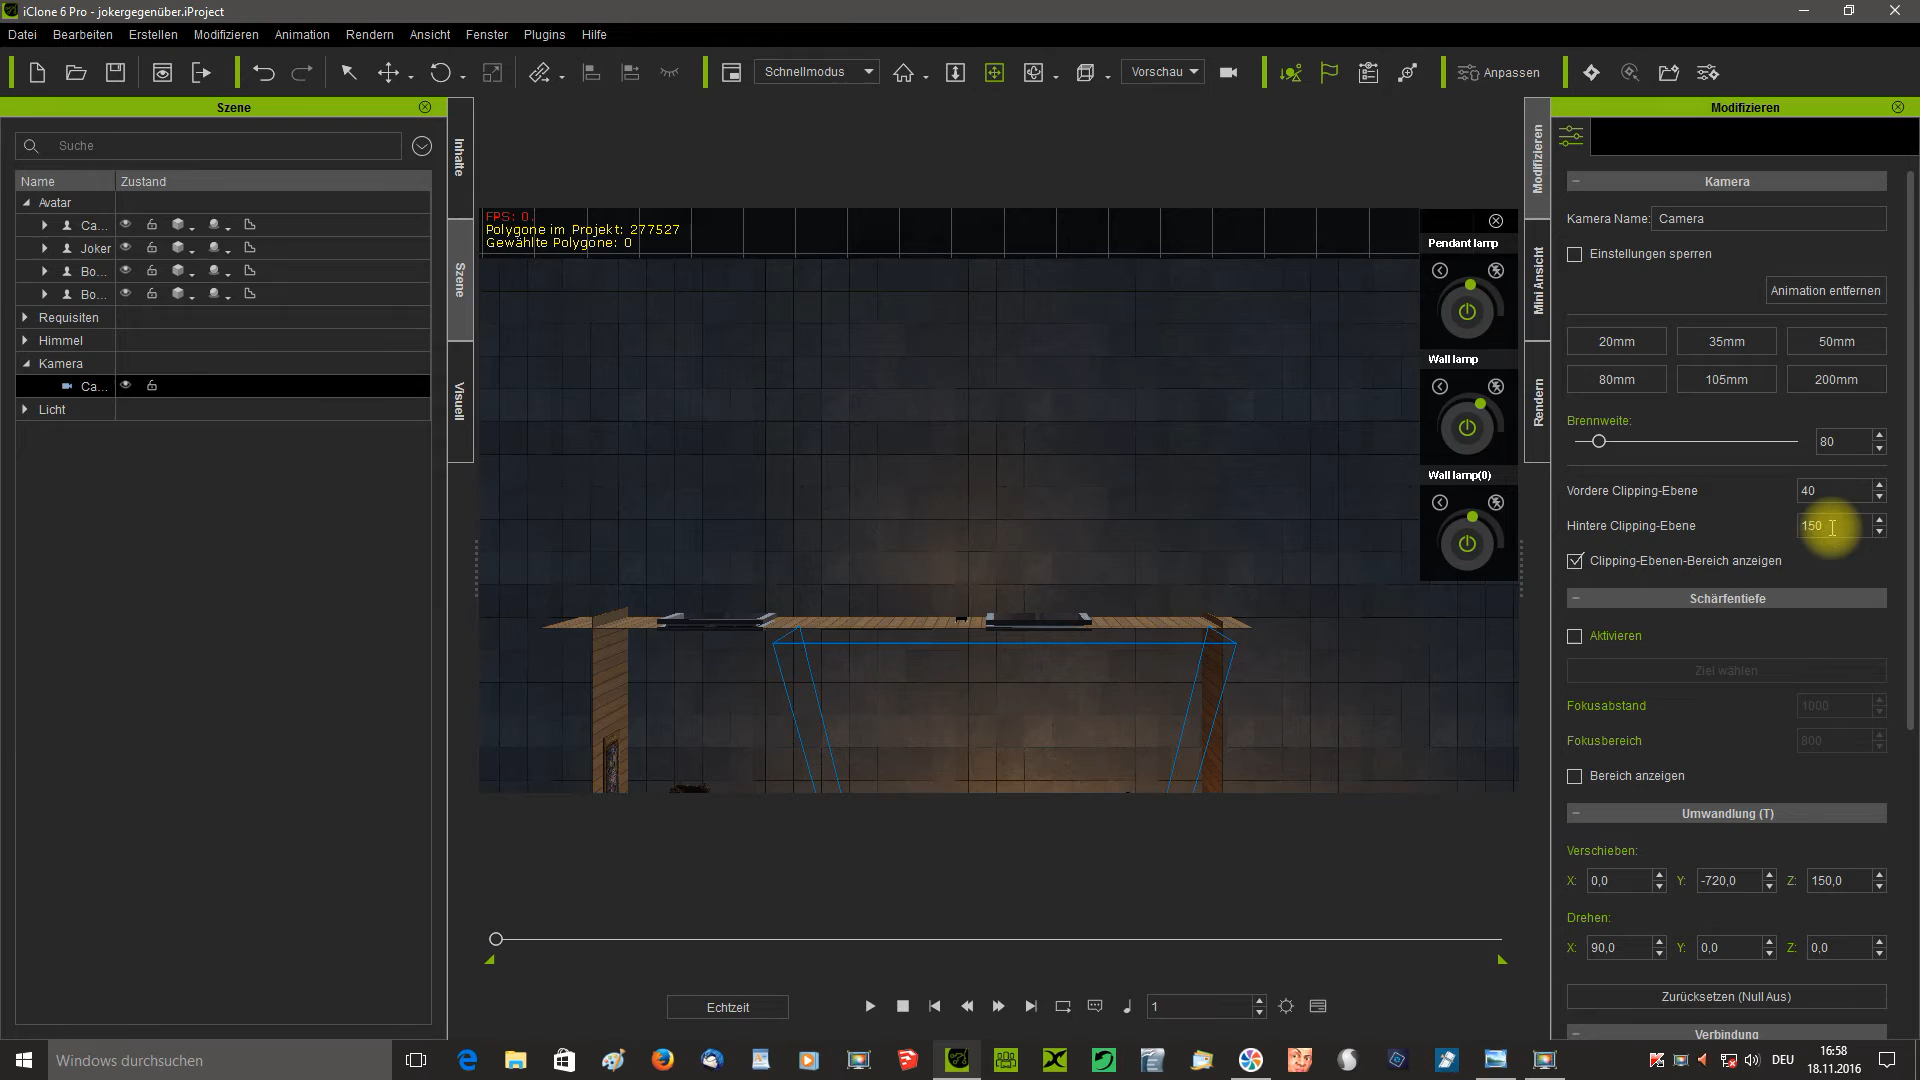 iClone 6 Pro - jokergegenüber.iProject
Datei Bearbeiten Erstellen Modifizieren Animation Rendern Ansicht Fenster Plugins Hilfe
Schnellmodus Vorschau Anpassen
Szene
Suche
Name Zustand
Avatar
Ca...
Joker
Bo...
Bo...
Requisiten
Himmel
Kamera
Ca...
Licht
Inhalte
Szene
Visuell
FPS: 0.
Polygone im Projekt: 277527
Gewählte Polygone: 0
Pendant lamp
Wall lamp
Wall lamp(0)
Echtzeit
1
Modifizieren
Mini Ansicht
Rendern
Modifizieren
Kamera
Kamera Name: Camera
Einstellungen sperren
Animation entfernen
20mm 35mm 50mm
80mm 105mm 200mm
Brennweite:
80
Vordere Clipping-Ebene 40
Hintere Clipping-Ebene 150
Clipping-Ebenen-Bereich anzeigen
Schärfentiefe
Aktivieren
Ziel wählen
Fokusabstand 1000
Fokusbereich 800
Bereich anzeigen
Umwandlung (T)
Verschieben:
X: 0,0 Y: -720,0 Z: 150,0
Drehen:
X: 90,0 Y: 0,0 Z: 0,0
Zurücksetzen (Null Aus)
Verbindung
Windows durchsuchen
DEU
16:58
18.11.2016